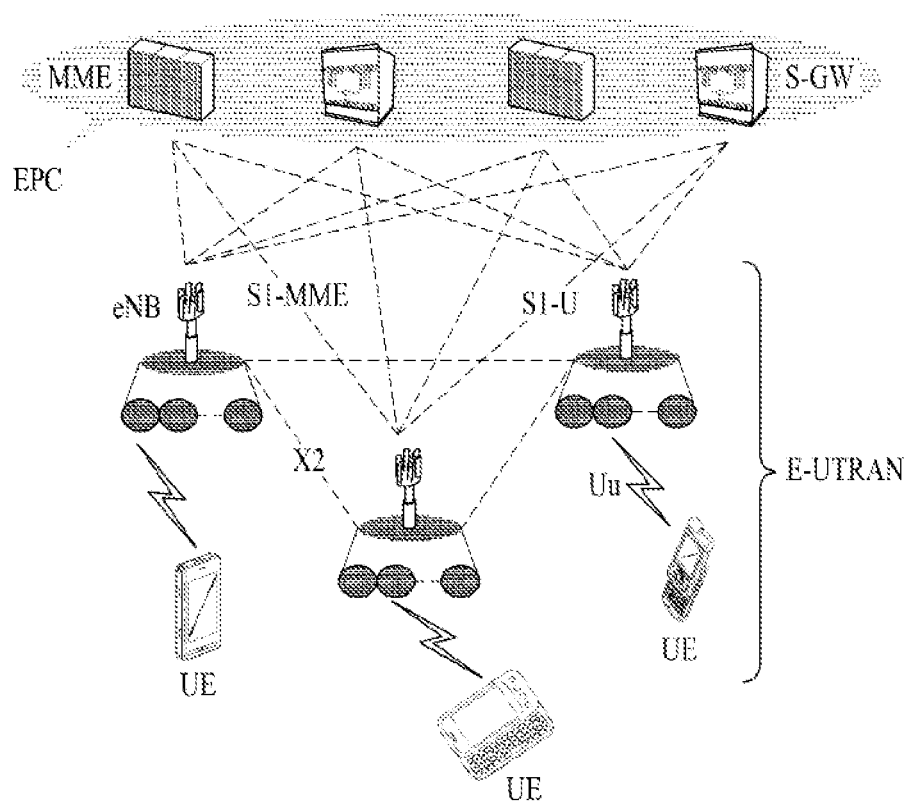 MME
S-GW
EPC
eNB
S1-MME
S1-U
X2
Uu
E-UTRAN
UE
UE
UE